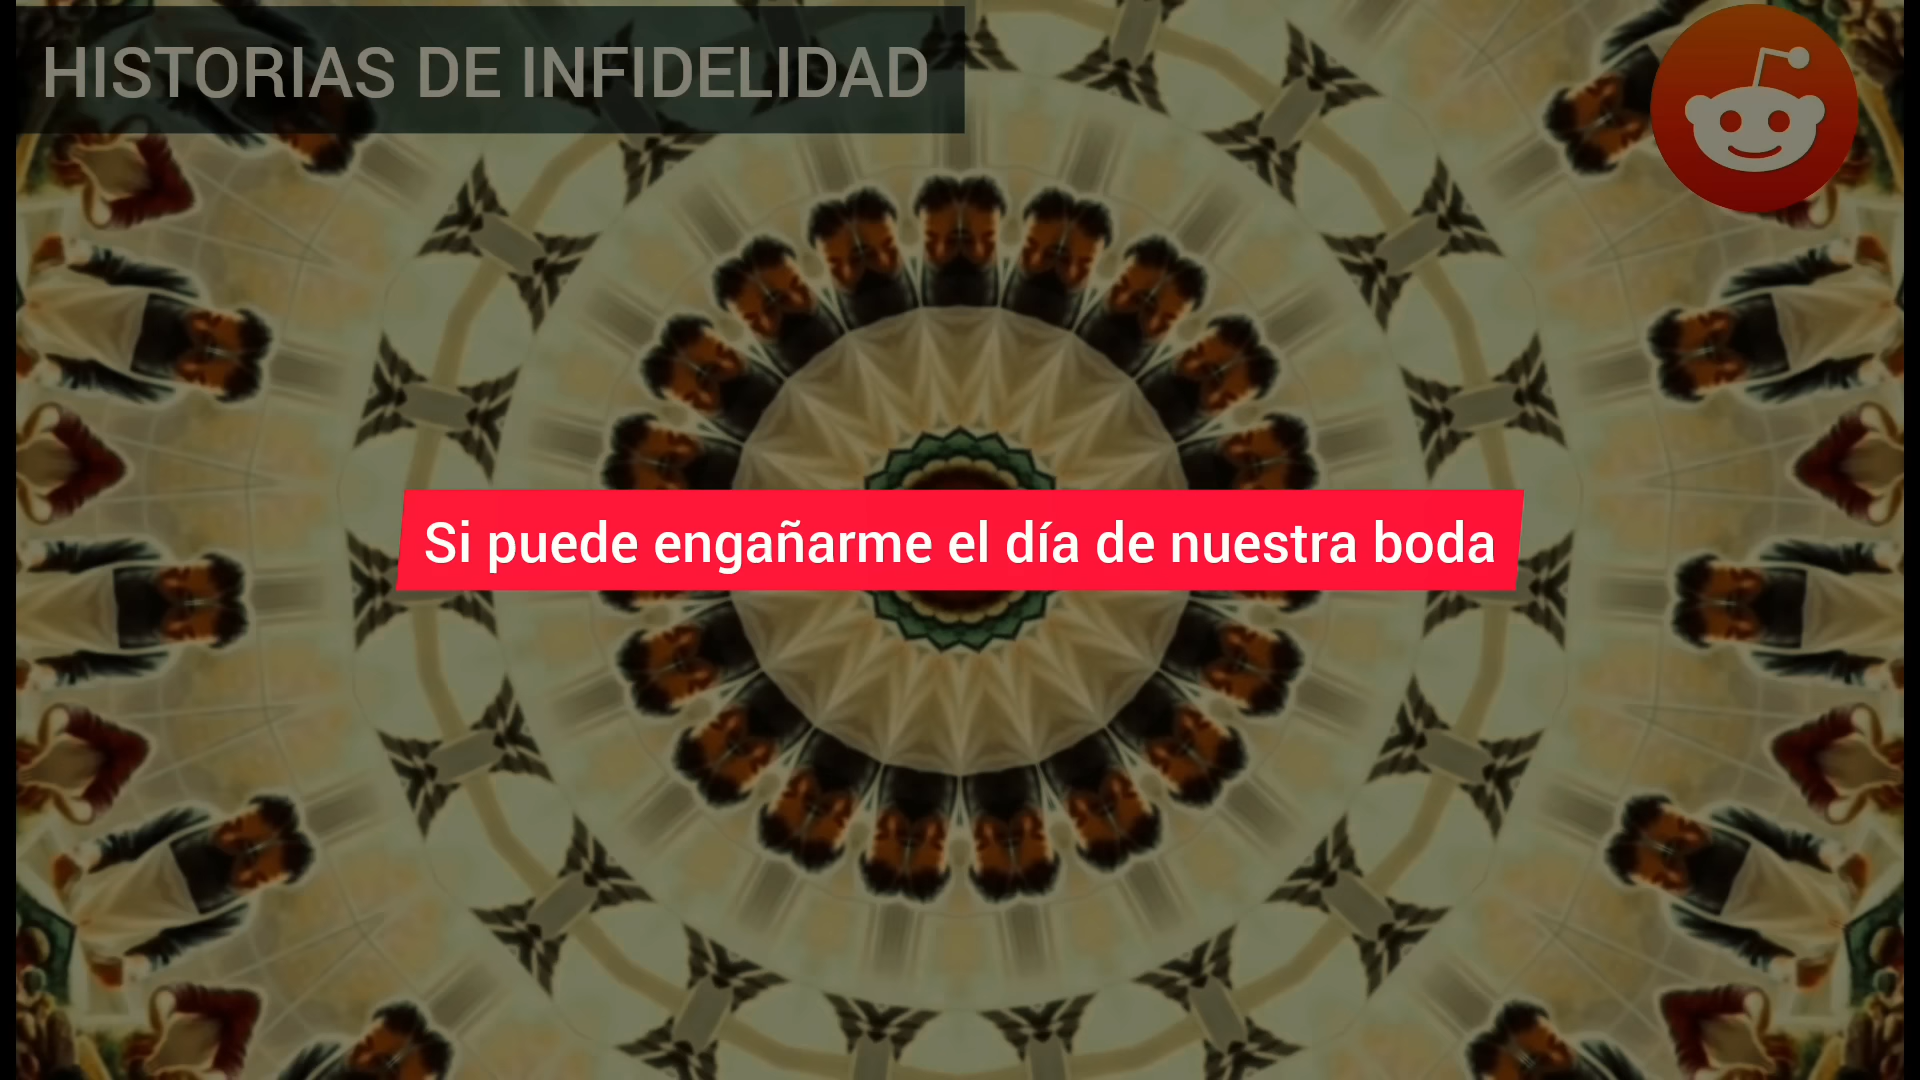 HISTORIAS DE INFIDELIDAD
Si puede engañarme el día de nuestra boda